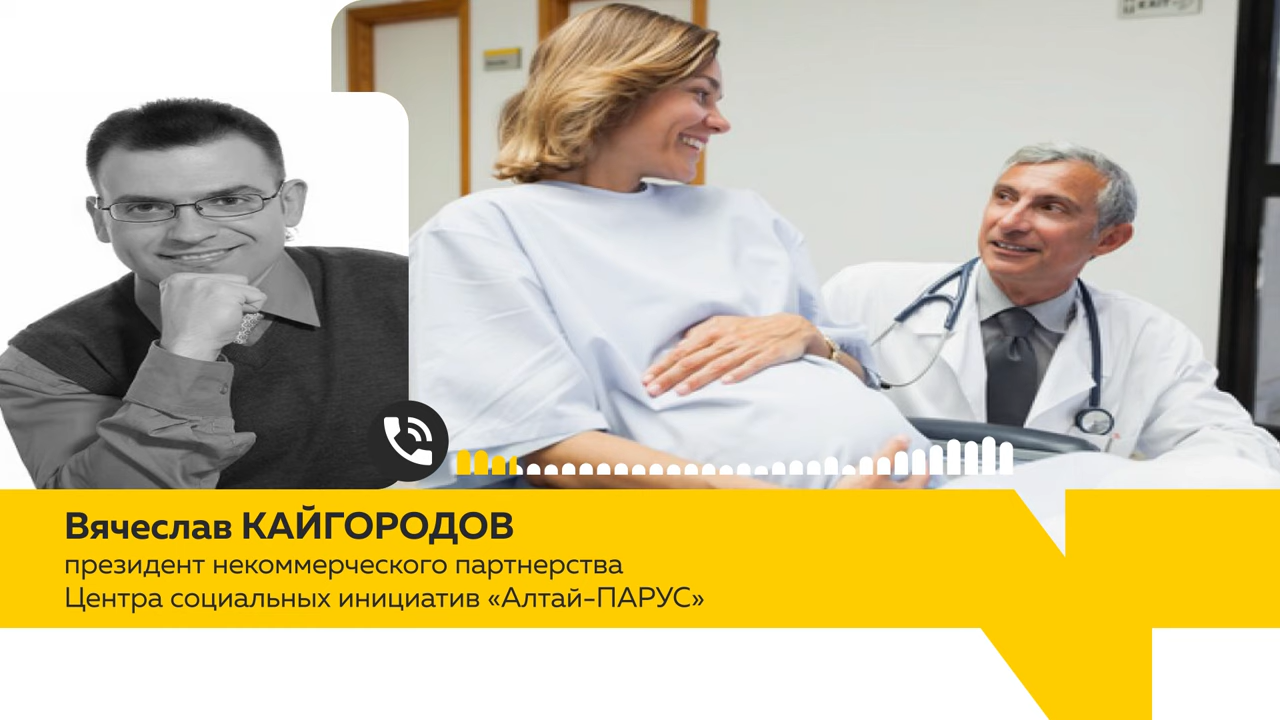 Вячеслав КАЙГОРОДОВ
президент некоммерческого партнерства
Центра социальных инициатив «Алтай-ПАРУС»